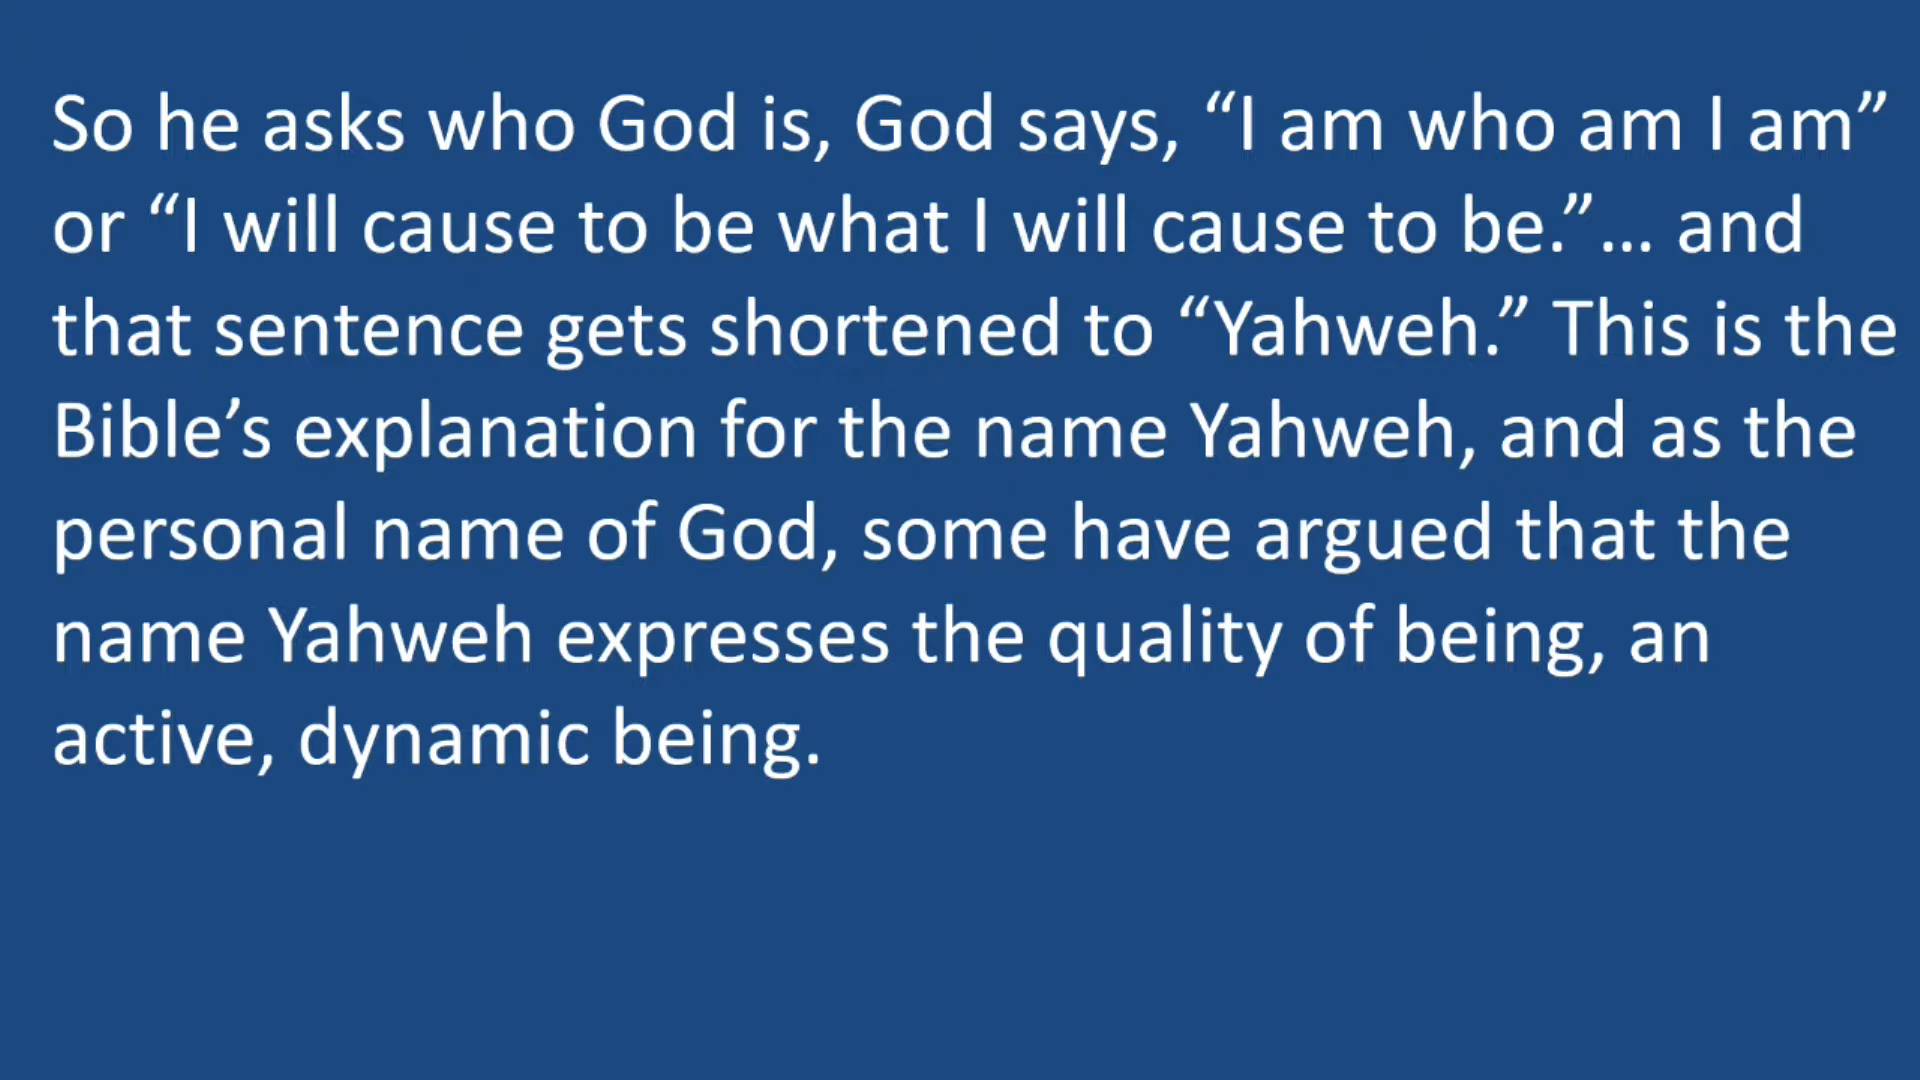 So he asks who God is, God says, “I am who am I am”
or “I will cause to be what I will cause to be.”... and
that sentence gets shortened to “Yahweh.” This is the
Bible’s explanation for the name Yahweh, and as the
personal name of God, some have argued that the
name Yahweh expresses the quality of being, an
active, dynamic being.